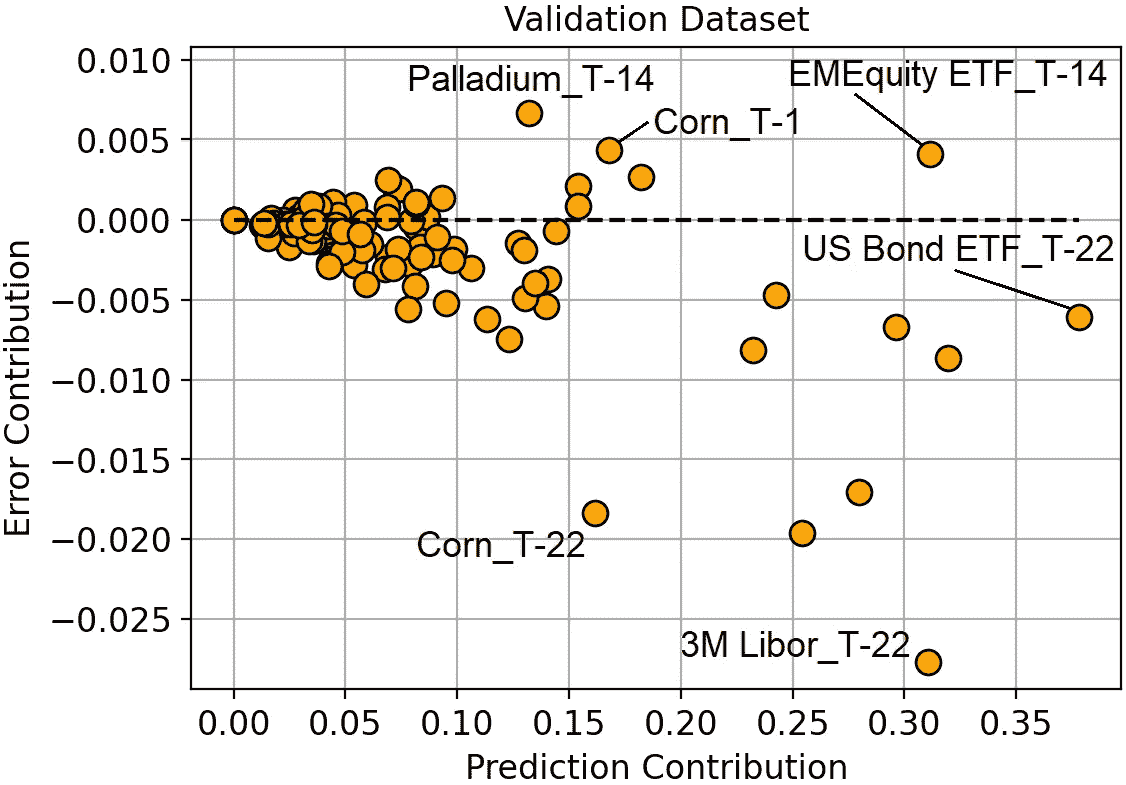 Validation Dataset
0.010
0.005
0.000
−0.005
−0.010
−0.015
−0.020
−0.025
Error Contribution
Palladium_T-14
EMEquity ETF_T-14
Corn_T-1
US Bond ETF_T-22
Corn_T-22
3M Libor_T-22
0.00 0.05 0.10 0.15 0.20 0.25 0.30 0.35
Prediction Contribution